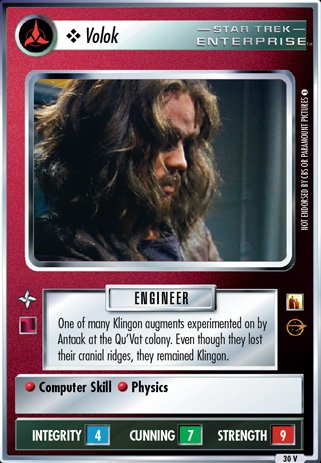 ❖ Volok
STAR TREK
ENTERPRISE™
NOT ENDORSED BY CBS OR PARAMOUNT PICTURES
ENGINEER
One of many Klingon augments experimented on by
Antaak at the Qu'Vat colony. Even though they lost
their cranial ridges, they remained Klingon.
Computer Skill Physics
INTEGRITY 4 CUNNING 7 STRENGTH 9
30 V